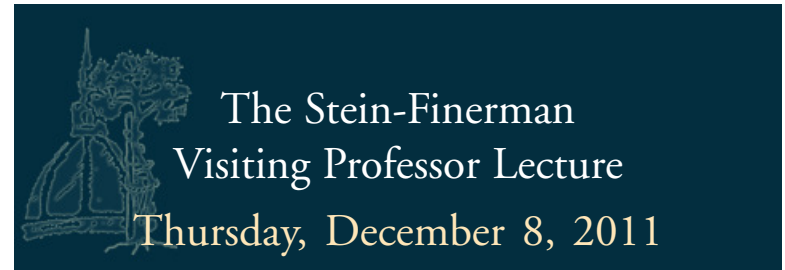 The Stein-Finerman
Visiting Professor Lecture
Thursday, December 8, 2011